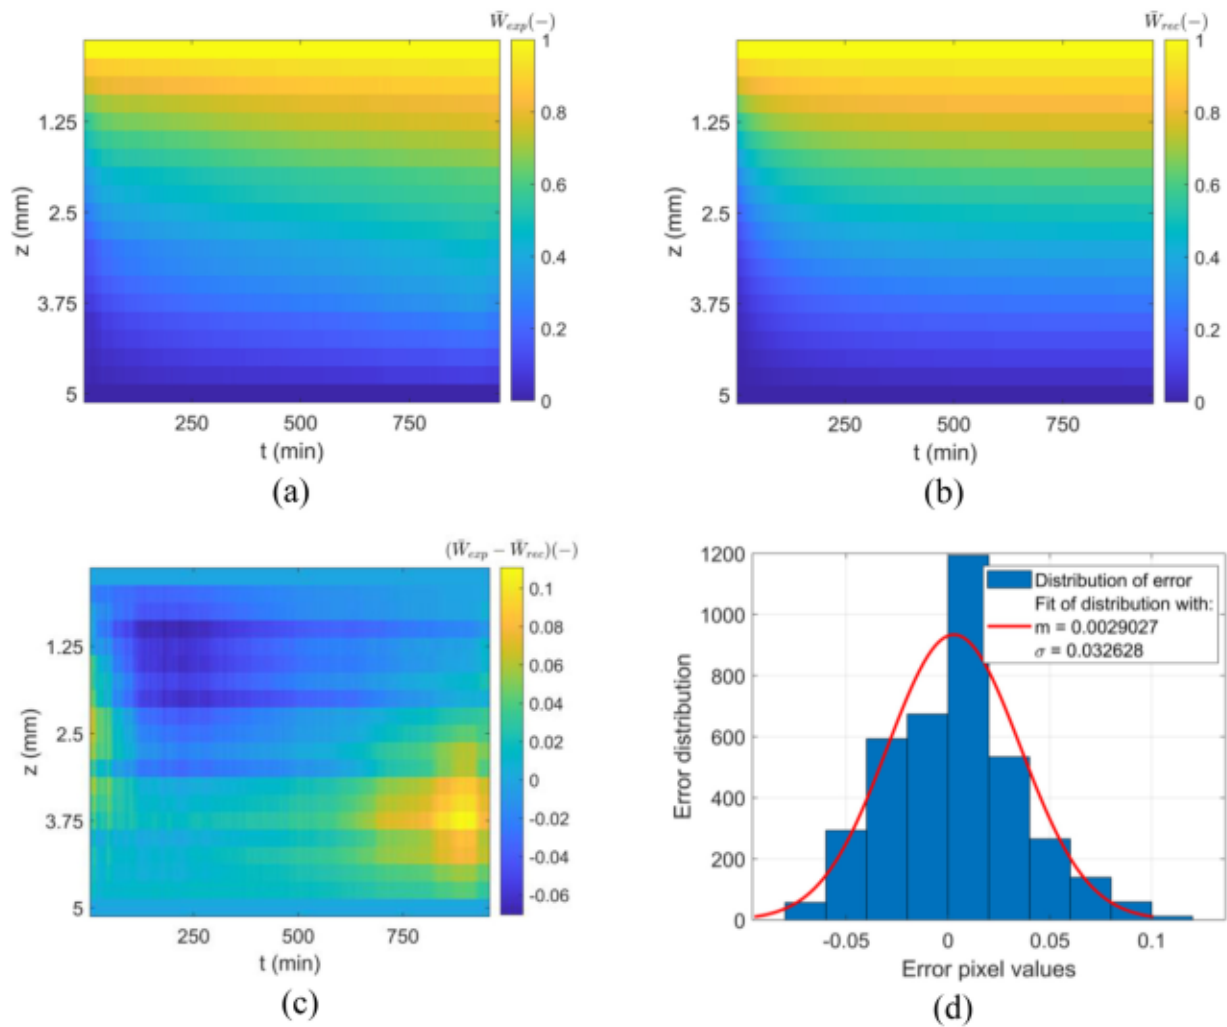 W̄exp(−)
1
0.8
0.6
0.4
0.2
0
1.25
2.5
3.75
5
z (mm)
250 500 750
t (min)
(a)
W̄rec(−)
1
0.8
0.6
0.4
0.2
0
1.25
2.5
3.75
5
z (mm)
250 500 750
t (min)
(b)
(W̄exp − W̄rec)(−)
0.1
0.08
0.06
0.04
0.02
0
-0.02
-0.04
-0.06
1.25
2.5
3.75
5
z (mm)
250 500 750
t (min)
(c)
1200
1000
800
600
400
200
0
Error distribution
Distribution of error
Fit of distribution with:
m = 0.0029027
σ = 0.032628
-0.05 0 0.05 0.1
Error pixel values
(d)